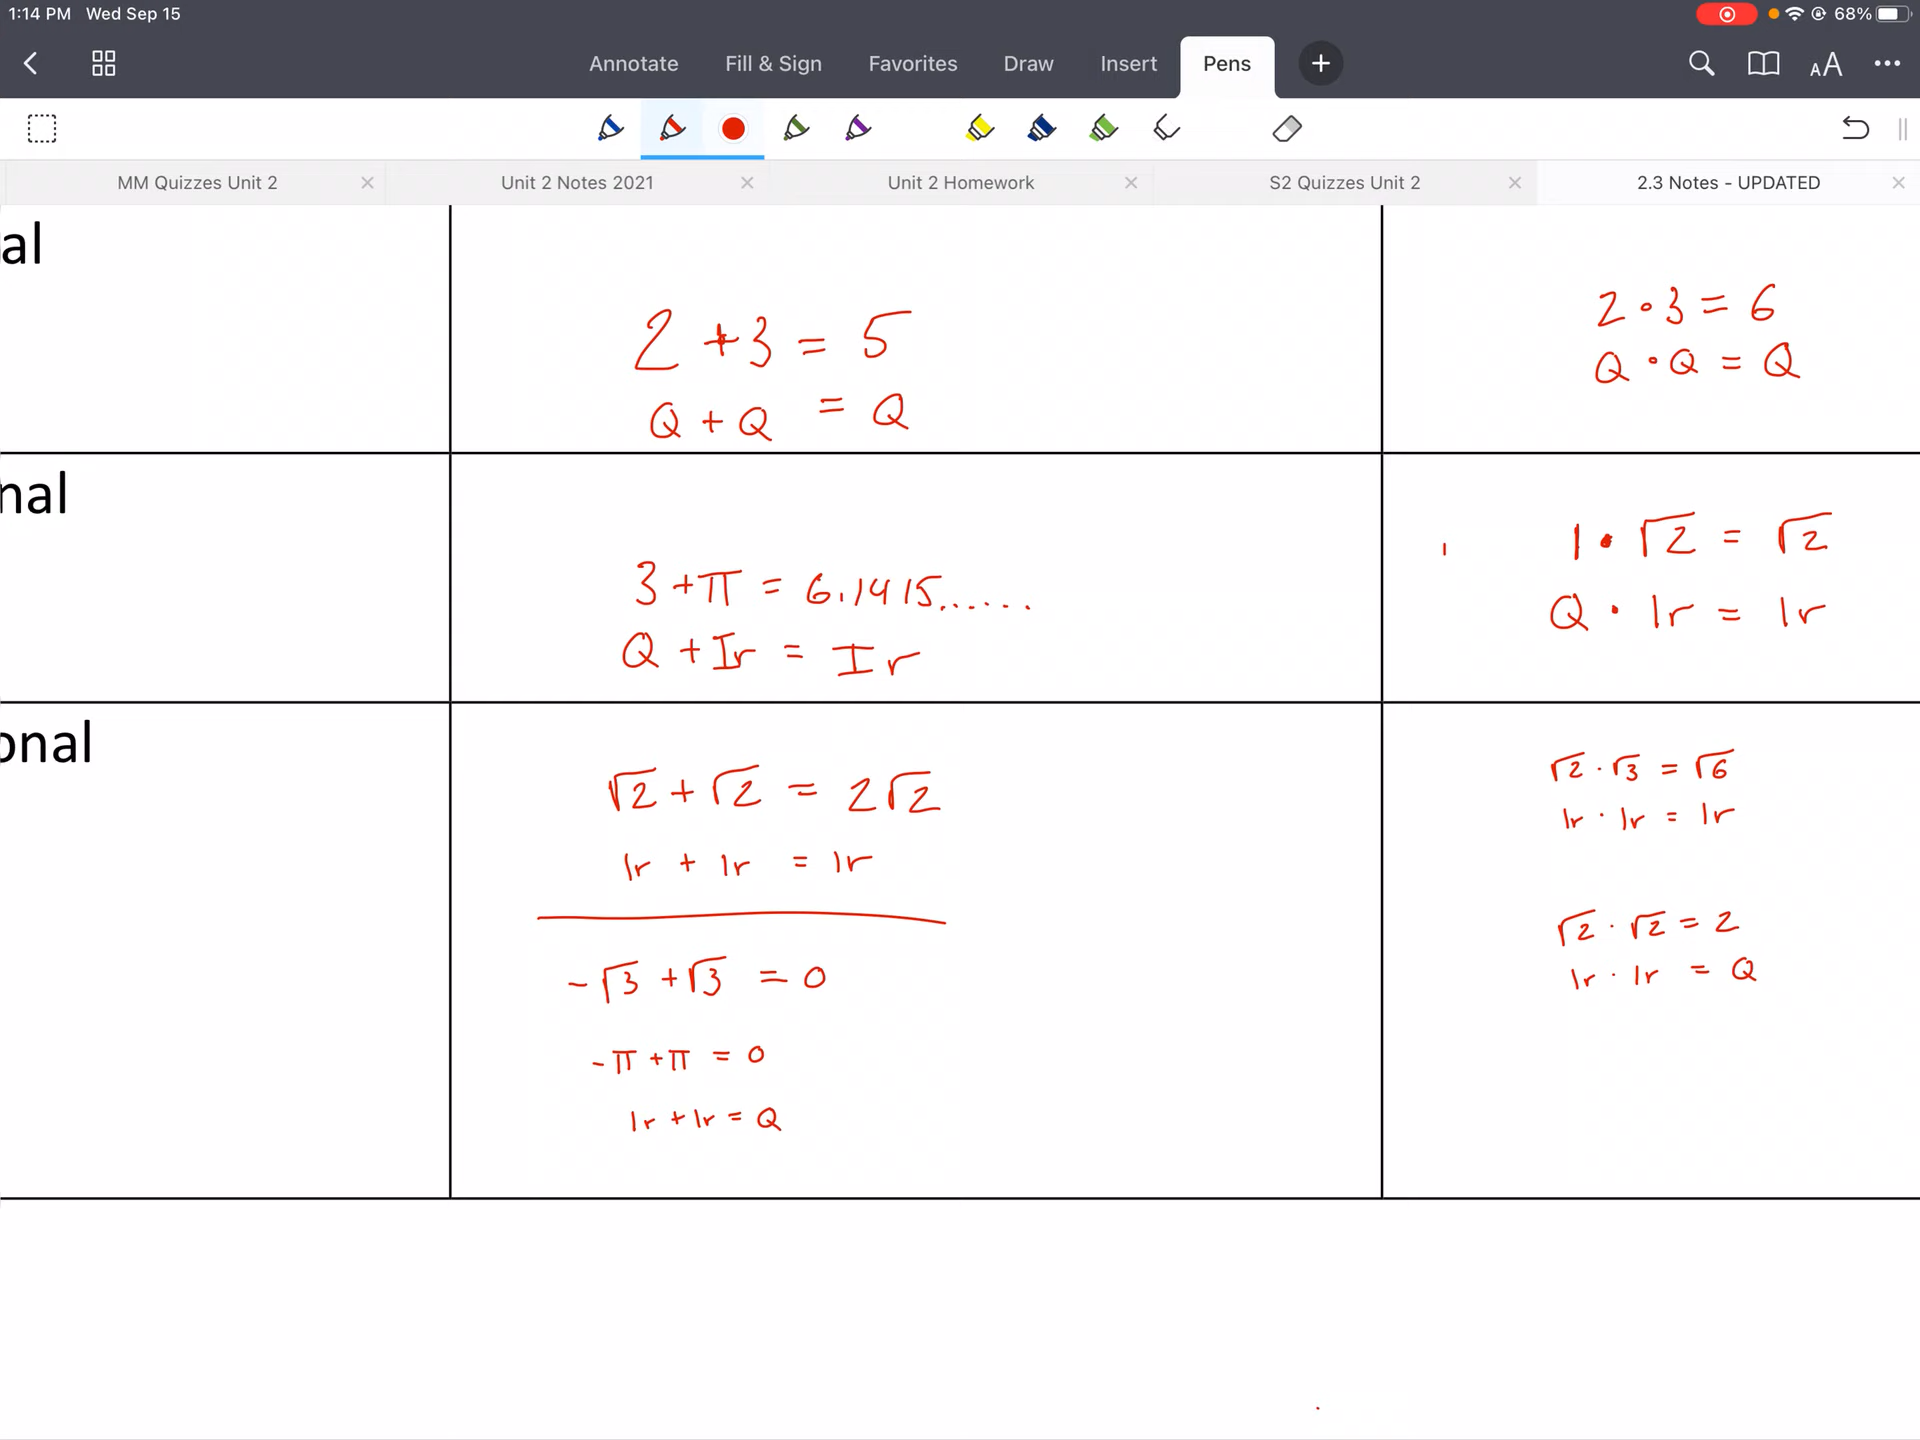 1:14 PM Wed Sep 15
68%
Annotate Fill & Sign Favorites Draw Insert Pens
AA
MM Quizzes Unit 2
Unit 2 Notes 2021
Unit 2 Homework
S2 Quizzes Unit 2
2.3 Notes - UPDATED
al
2 + 3 = 5
Q + Q = Q
2 · 3 = 6
Q · Q = Q
nal
3 + π = 6.1415......
Q + Ir = Ir
1 · √2 = √2
Q · Ir = Ir
onal
√2 + √2 = 2√2
Ir + Ir = Ir
-√3 + √3 = 0
-π + π = 0
Ir + Ir = Q
√2 · √3 = √6
Ir · Ir = Ir
√2 · √2 = 2
Ir · Ir = Q